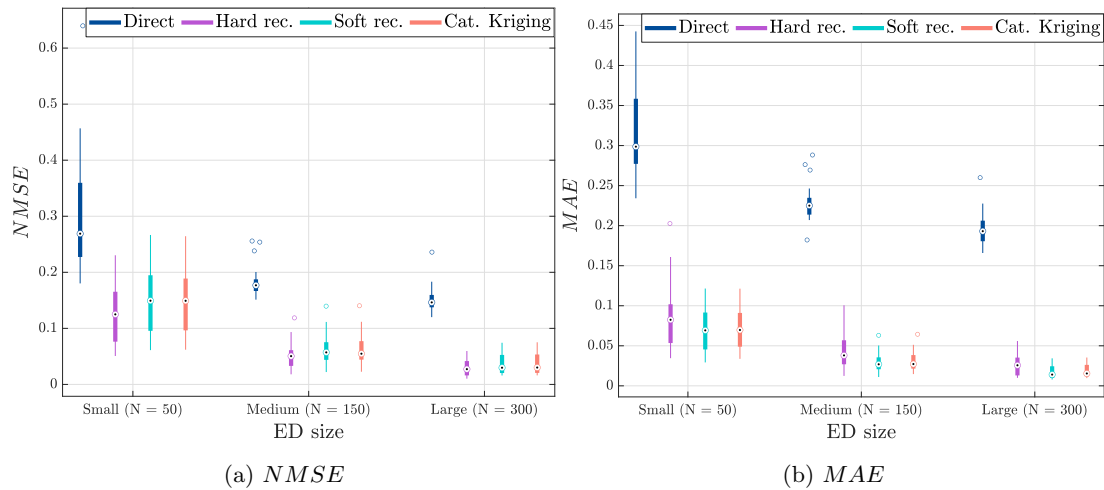 Direct Hard rec. Soft rec. Cat. Kriging
0.6
0.5
0.4
0.3
0.2
0.1
0
NMSE
Small (N = 50) Medium (N = 150) Large (N = 300)
ED size
(a) NMSE
Direct Hard rec. Soft rec. Cat. Kriging
0.45
0.4
0.35
0.3
0.25
0.2
0.15
0.1
0.05
0
MAE
Small (N = 50) Medium (N = 150) Large (N = 300)
ED size
(b) MAE